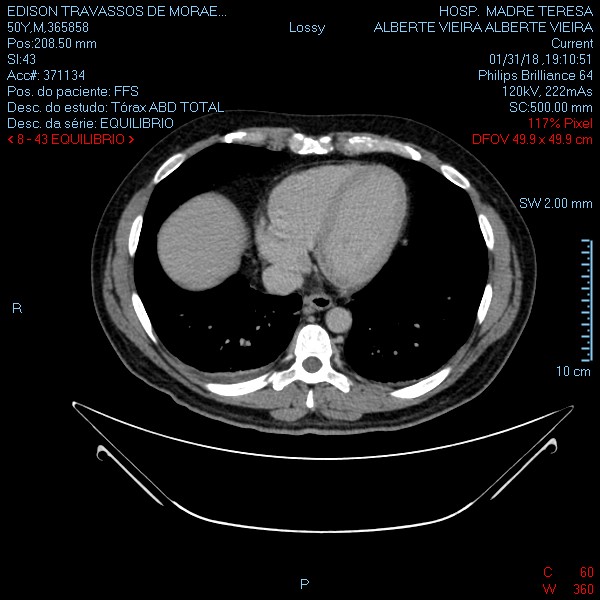 EDISON TRAVASSOS DE MORAE...
50Y,M,365858
Pos:208.50 mm
SI:43
Acc#: 371134
Pos. do paciente: FFS
Desc. do estudo: Tórax ABD TOTAL
Desc. da série: EQUILIBRIO
< 8 - 43 EQUILIBRIO >
Lossy
HOSP. MADRE TERESA
ALBERTE VIEIRA ALBERTE VIEIRA
Current
01/31/18 ,19:10:51
Philips Brilliance 64
120kV, 222mAs
SC:500.00 mm
117% Pixel
DFOV 49.9 x 49.9 cm
SW 2.00 mm
R
10 cm
P
C 60
W 360